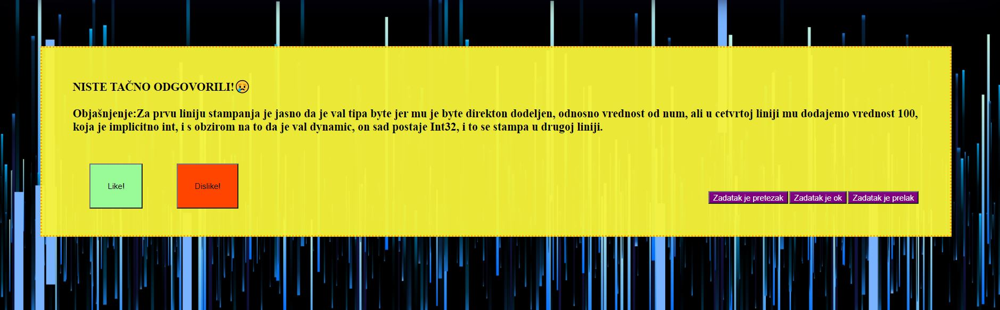 NISTE TAČNO ODGOVORILI!😢
Objašnjenje:Za prvu liniju stampanja je jasno da je val tipa byte jer mu je byte direkton dodeljen, odnosno vrednost od num, ali u cetvrtoj liniji mu dodajemo vrednost 100,
koja je implicitno int, i s obzirom na to da je val dynamic, on sad postaje Int32, i to se stampa u drugoj liniji.
Like! Dislike!
Zadatak je pretezak Zadatak je ok Zadatak je prelak